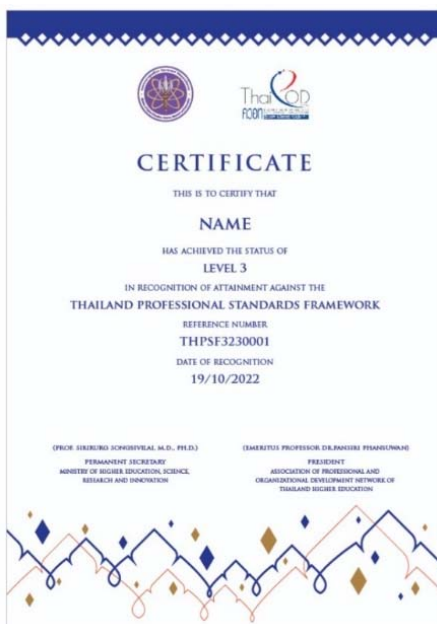 Thai POD
CERTIFICATE
THIS IS TO CERTIFY THAT
NAME
HAS ACHIEVED THE STATUS OF
LEVEL 3
IN RECOGNITION OF ATTAINMENT AGAINST THE
THAILAND PROFESSIONAL STANDARDS FRAMEWORK
REFERENCE NUMBER
THPSF3230001
DATE OF RECOGNITION
19/10/2022
(PROF. SIRIRURG SONGSIVILAI, M.D., PH.D.)
PERMANENT SECRETARY
MINISTRY OF HIGHER EDUCATION, SCIENCE,
RESEARCH AND INNOVATION
(EMERITUS PROFESSOR DR.PANSIRI PHANSUWAN)
PRESIDENT
ASSOCIATION OF PROFESSIONAL AND
ORGANIZATIONAL DEVELOPMENT NETWORK OF
THAILAND HIGHER EDUCATION